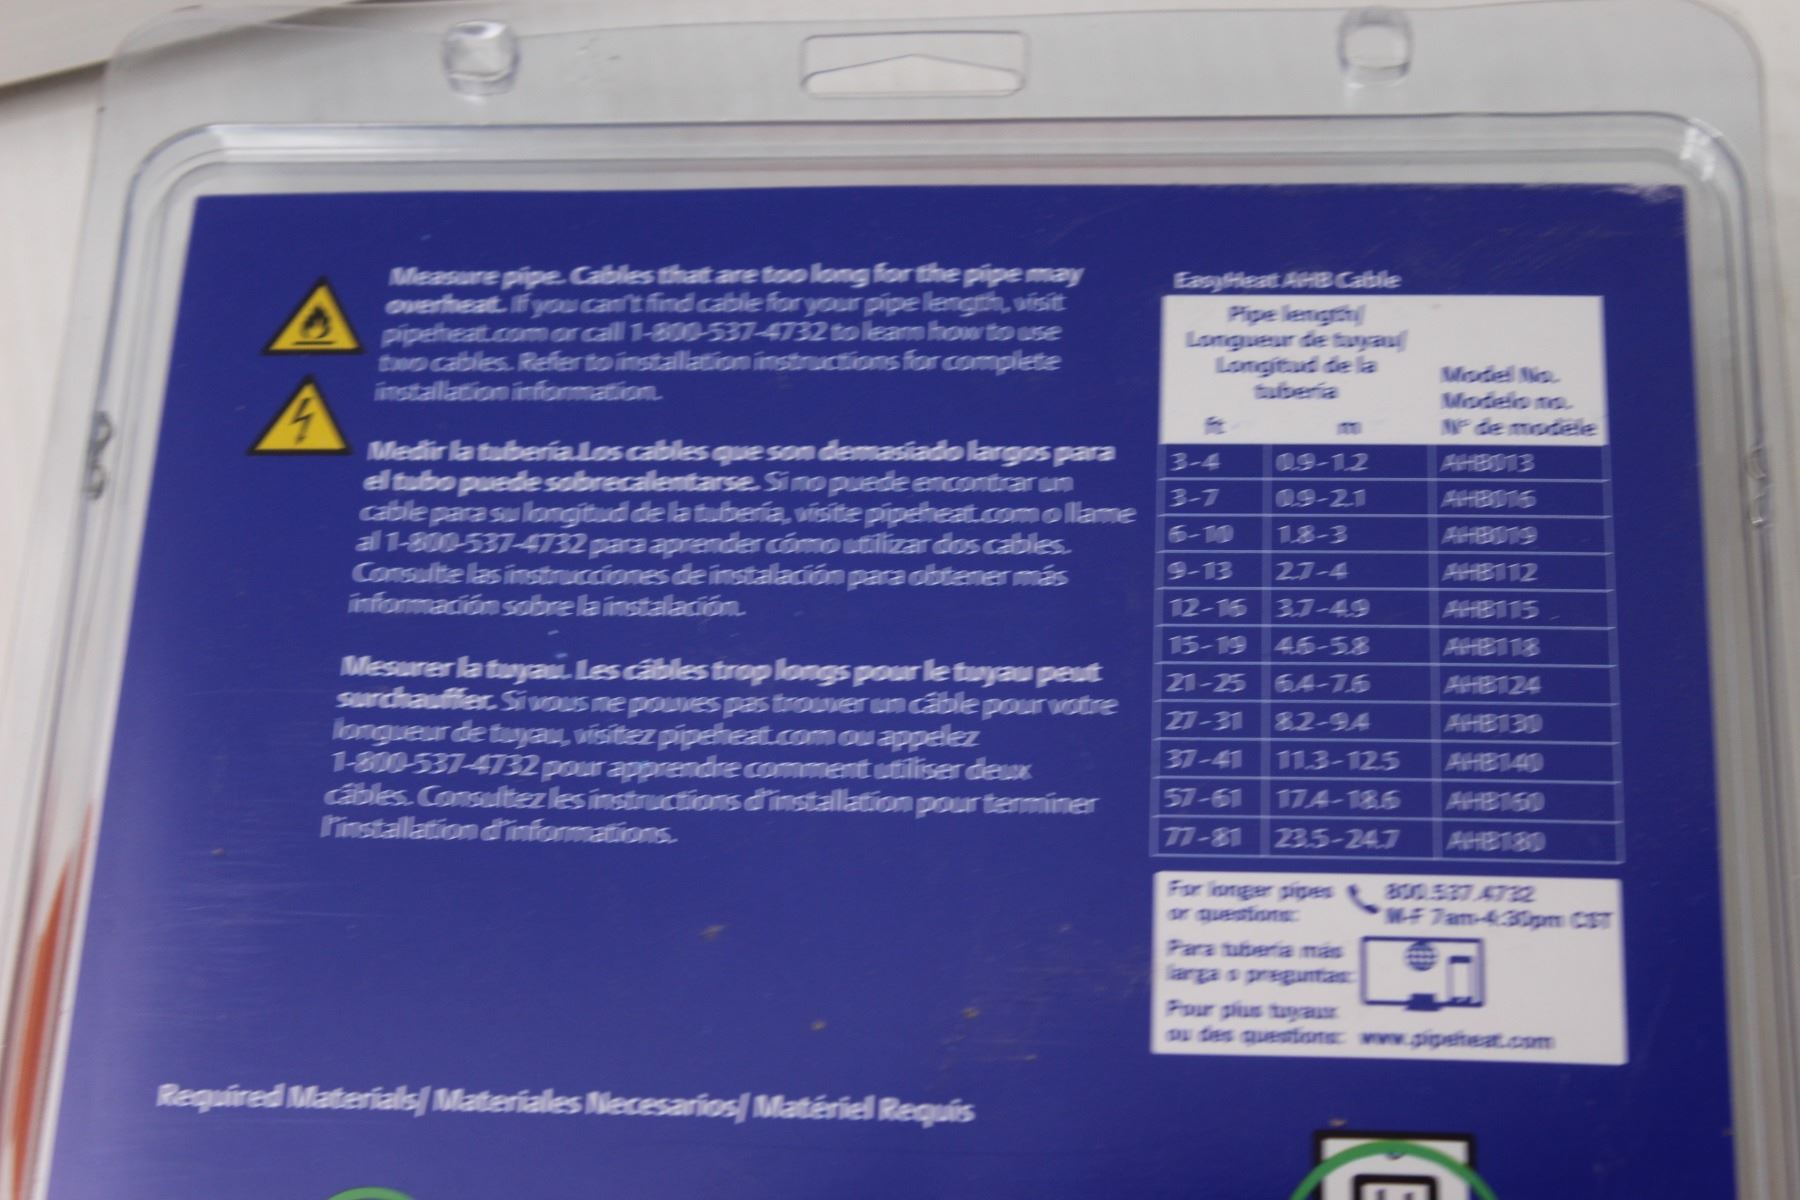 Measure pipe. Cables that are too long for the pipe may
overheat. If you can't find cable for your pipe length, visit
pipeheat.com or call 1-800-537-4732 to learn how to use
two cables. Refer to installation instructions for complete
installation information.
Medir la tubería.Los cables que son demasiado largos para
el tubo puede sobrecalentarse. Si no puede encontrar un
cable para su longitud de la tubería, visite pipeheat.com o llame
al 1-800-537-4732 para aprender cómo utilizar dos cables.
Consulte las instrucciones de instalación para obtener más
información sobre la instalación.
Mesurer la tuyau. Les câbles trop longs pour le tuyau peut
surchauffer. Si vous ne pouves pas trouver un câble pour votre
longueur de tuyau, visitez pipeheat.com ou appelez
1-800-537-4732 pour apprendre comment utiliser deux
câbles. Consultez les instructions d'installation pour terminer
l'installation d'informations.
EasyHeat AHB Cable
Pipe length/
Longueur de tuyau/
Longitud de la
tubería
Model No.
Modelo no.
N° de modèle
ft m
3-4 0.9-1.2 AHB013
3-7 0.9-2.1 AHB016
6-10 1.8-3 AHB019
9-13 2.7-4 AHB112
12-16 3.7-4.9 AHB115
15-19 4.6-5.8 AHB118
21-25 6.4-7.6 AHB124
27-31 8.2-9.4 AHB130
37-41 11.3-12.5 AHB140
57-61 17.4-18.6 AHB160
77-81 23.5-24.7 AHB180
For longer pipes
or questions:
800.537.4732
M-F 7am-4:30pm CST
Para tubería más
larga o preguntas:
Pour plus tuyaux
ou des questions: www.pipeheat.com
Required Materials/ Materiales Necesarios/ Matériel Requis